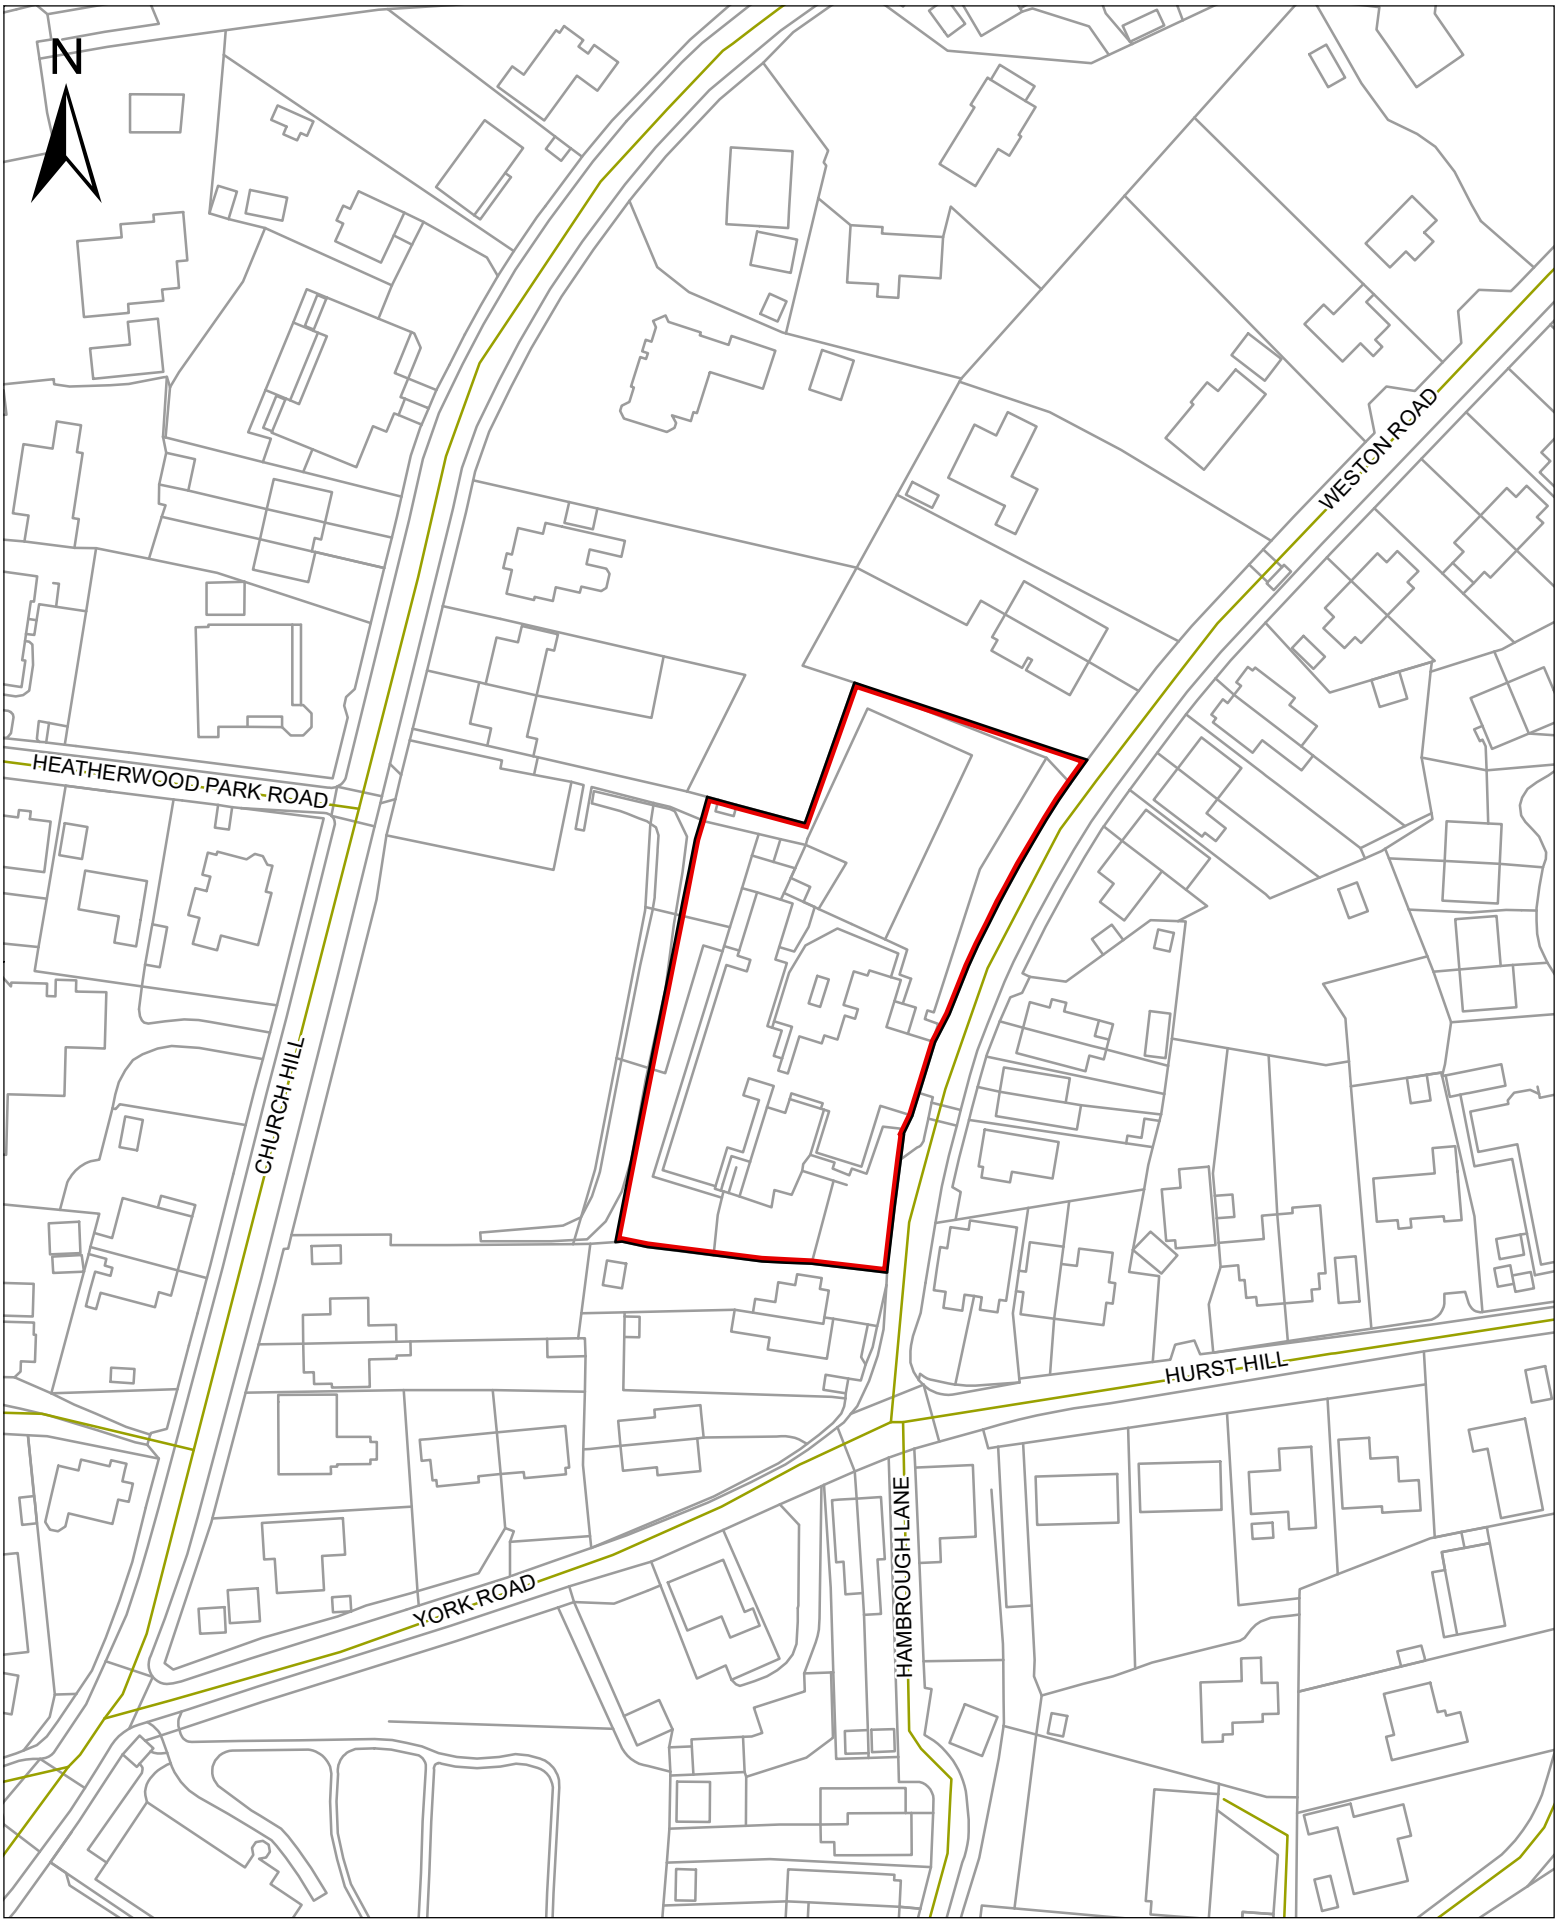 N
WESTON ROAD
HEATHERWOOD PARK ROAD
CHURCH HILL
HURST HILL
HAMBROUGH LANE
YORK ROAD